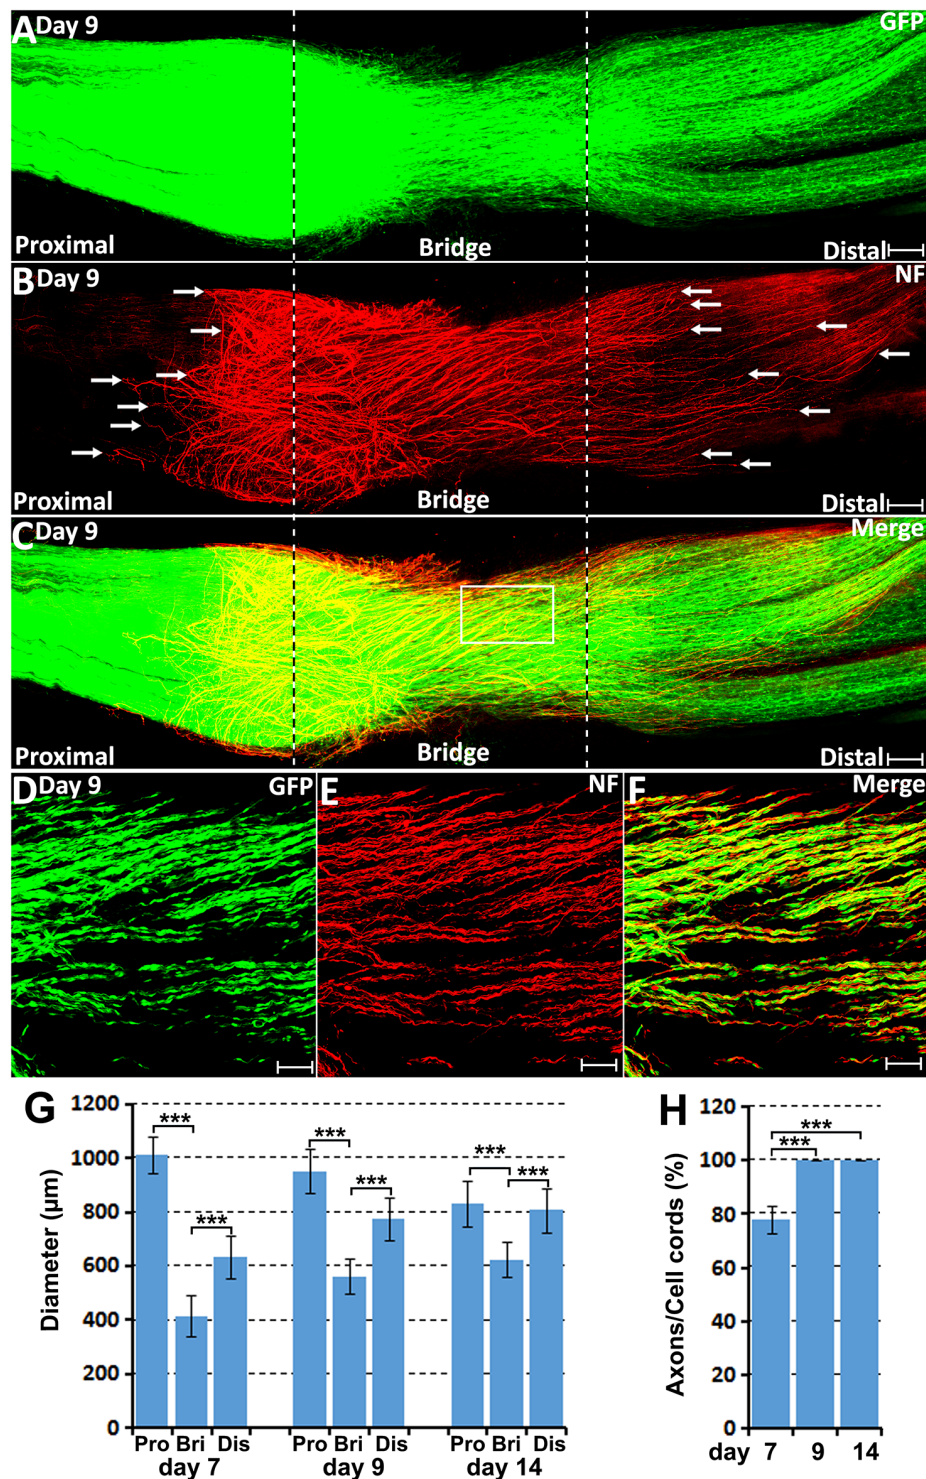 A Day 9 GFP
Proximal Bridge Distal
B Day 9 NF
Proximal Bridge Distal
C Day 9 Merge
Proximal Bridge Distal
D Day 9 GFP E NF F Merge
G
Diameter (µm)
1200
1000
800
600
400
200
0
*** *** *** *** *** ***
Pro Bri Dis Pro Bri Dis Pro Bri Dis
day 7 day 9 day 14
H
Axons/Cell cords (%)
120
100
80
60
40
20
0
***
***
day 7 9 14